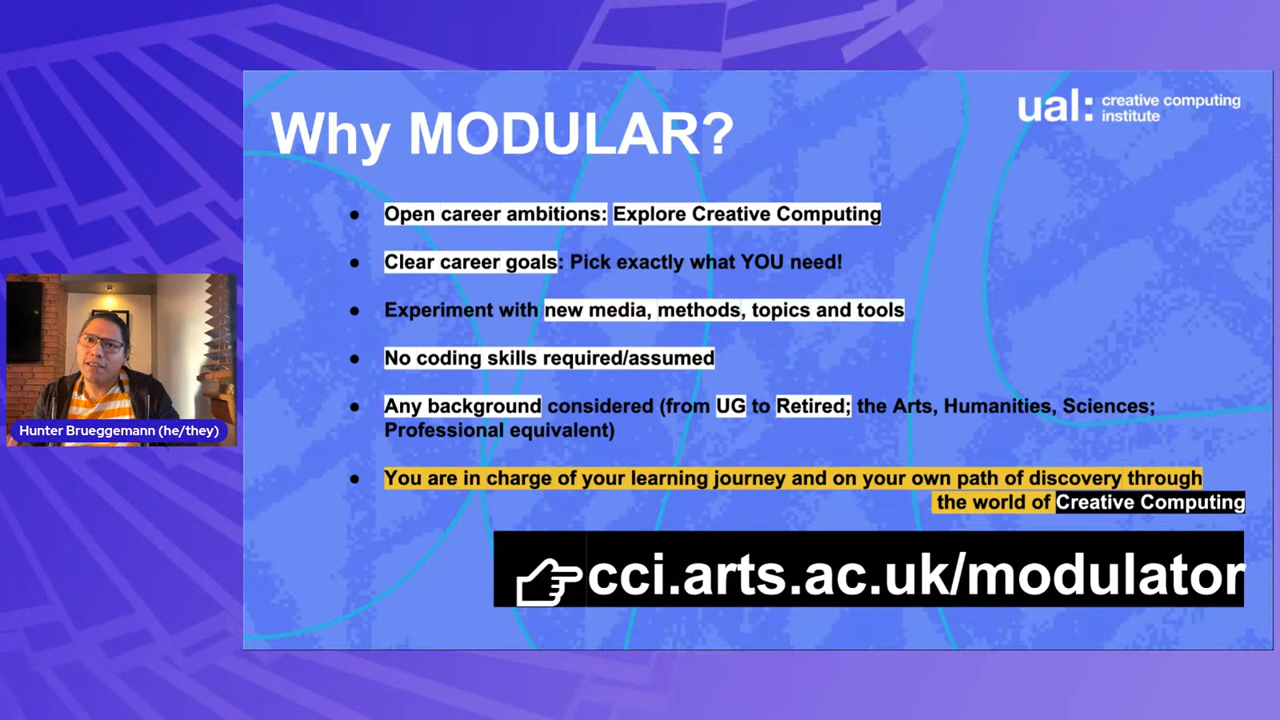 Why MODULAR?
ual: creative computing
institute
● Open career ambitions: Explore Creative Computing
● Clear career goals: Pick exactly what YOU need!
● Experiment with new media, methods, topics and tools
● No coding skills required/assumed
● Any background considered (from UG to Retired; the Arts, Humanities, Sciences;
Professional equivalent)
● You are in charge of your learning journey and on your own path of discovery through
the world of Creative Computing
cci.arts.ac.uk/modulator
Hunter Brueggemann (he/they)